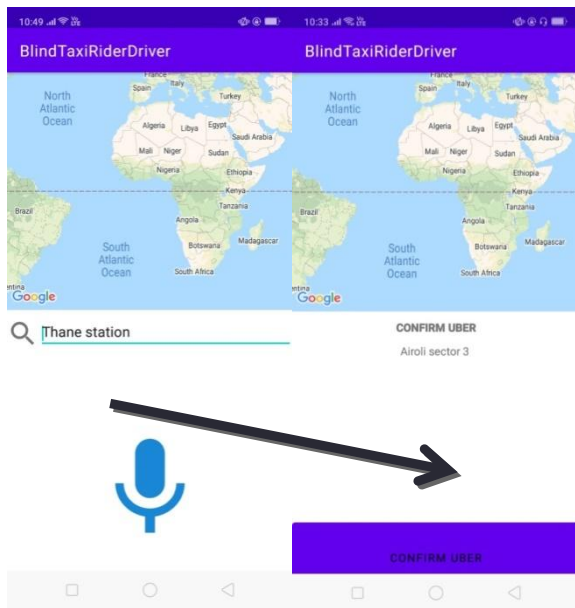 10:49
BlindTaxiRiderDriver
France
Spain
Italy
Turkey
North
Atlantic
Ocean
Algeria
Libya
Egypt
Saudi Arabia
Mali
Niger
Sudan
Nigeria
Ethiopia
Kenya
Tanzania
Brazil
Angola
South
Atlantic
Ocean
Botswana
Madagascar
South Africa
ntina
Google
Thane station
10:33
BlindTaxiRiderDriver
France
Spain
Italy
Turkey
North
Atlantic
Ocean
Algeria
Libya
Egypt
Saudi Arabia
Mali
Niger
Sudan
Nigeria
Ethiopia
Kenya
Tanzania
Brazil
Angola
South
Atlantic
Ocean
Botswana
Madagascar
South Africa
ntina
Google
CONFIRM UBER
Airoli sector 3
CONFIRM UBER